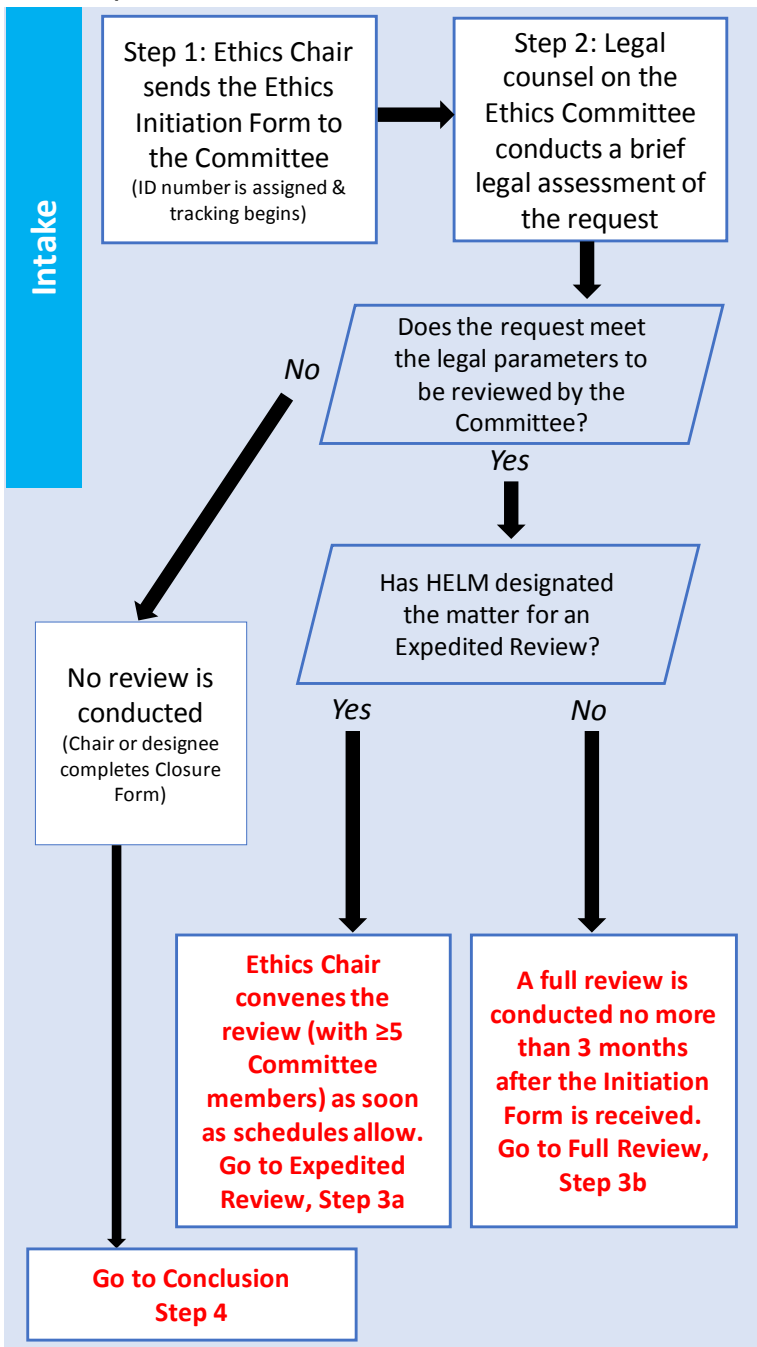 Intake
Step 1: Ethics Chair
sends the Ethics
Initiation Form to
the Committee
(ID number is assigned &
tracking begins)
Step 2: Legal
counsel on the
Ethics Committee
conducts a brief
legal assessment of
the request
Does the request meet
the legal parameters to
be reviewed by the
Committee?
No
Yes
Has HELM designated
the matter for an
Expedited Review?
No review is
conducted
(Chair or designee
completes Closure
Form)
Yes
No
Ethics Chair
convenes the
review (with ≥5
Committee
members) as soon
as schedules allow.
Go to Expedited
Review, Step 3a
A full review is
conducted no more
than 3 months
after the Initiation
Form is received.
Go to Full Review,
Step 3b
Go to Conclusion
Step 4